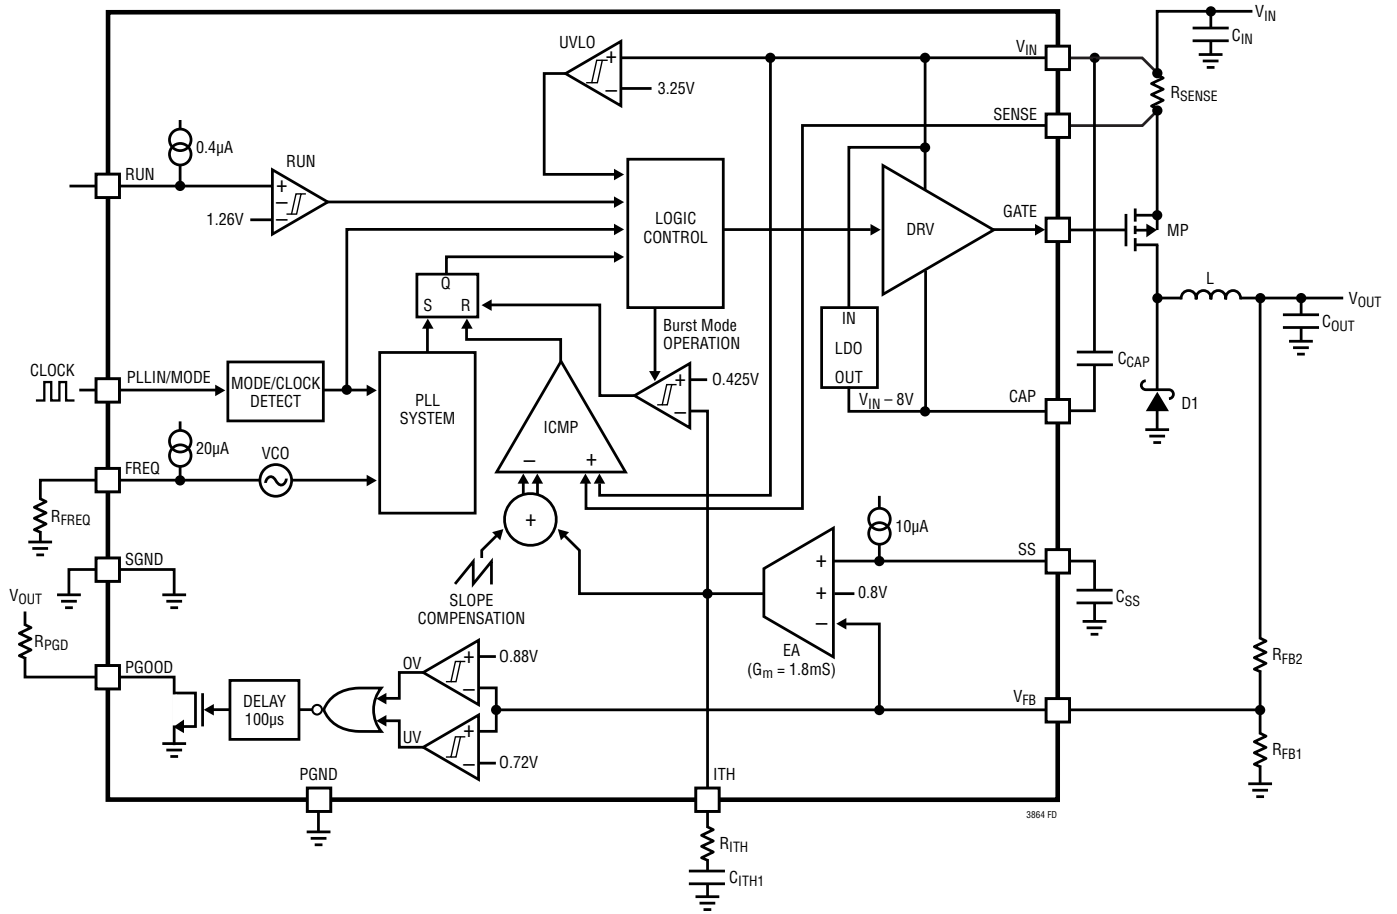 UVLO
+
−
3.25V
VIN
VIN
CIN
RSENSE
SENSE
0.4µA
RUN
RUN
+
−
−
1.26V
LOGIC
CONTROL
DRV
GATE
MP
Q
S R
Burst Mode
OPERATION
IN
LDO
OUT
VIN – 8V
L
VOUT
COUT
CCAP
CAP
D1
CLOCK
PLLIN/MODE
MODE/CLOCK
DETECT
PLL
SYSTEM
+
−
0.425V
ICMP
− +
20µA
VCO
FREQ
RFREQ
+
SLOPE
COMPENSATION
10µA
SS
CSS
+
+
−
0.8V
EA
(Gm = 1.8mS)
SGND
VOUT
RPGD
PGOOD
DELAY
100µs
OV
+
−
0.88V
UV
+
−
0.72V
VFB
RFB2
RFB1
PGND
ITH
3864 FD
RITH
CITH1